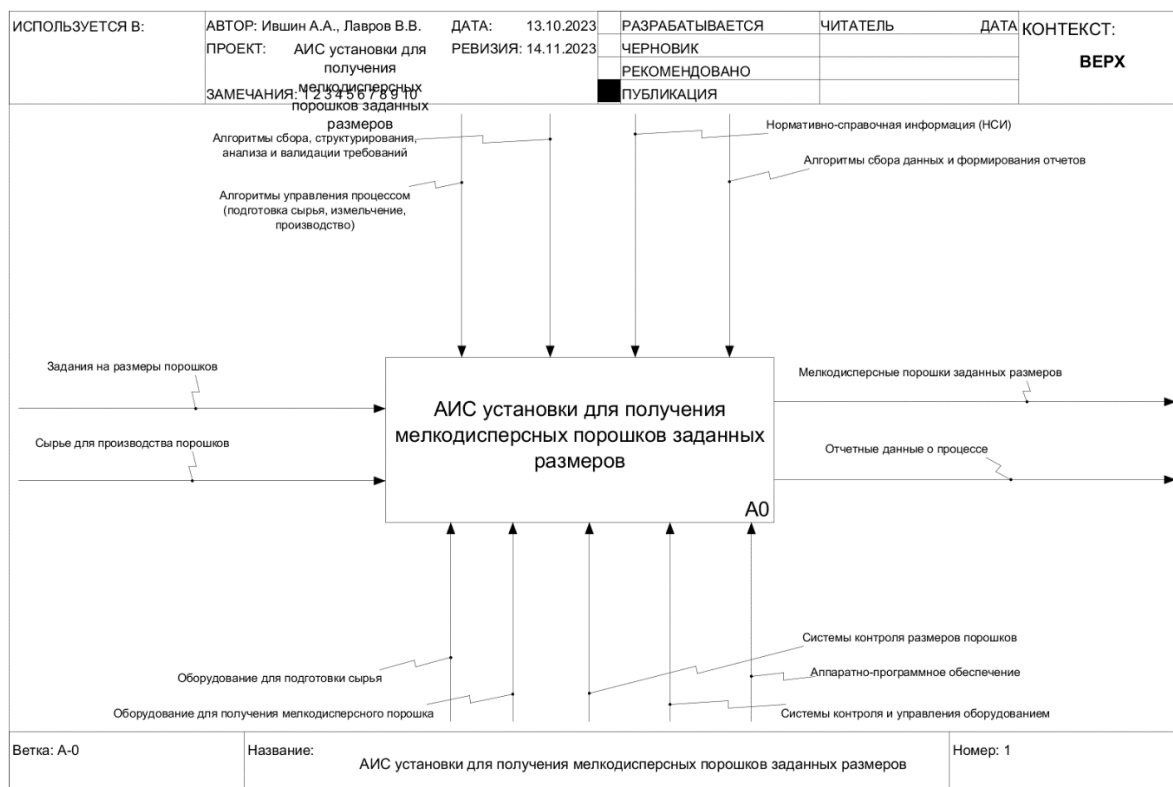 ИСПОЛЬЗУЕТСЯ В:
АВТОР: Ившин А.А., Лавров В.В.
ДАТА: 13.10.2023
РАЗРАБАТЫВАЕТСЯ
ЧИТАТЕЛЬ
ДАТА
КОНТЕКСТ:
ПРОЕКТ: АИС установки для
получения
мелкодисперсных
порошков заданных
размеров
РЕВИЗИЯ: 14.11.2023
ЧЕРНОВИК
ВЕРХ
РЕКОМЕНДОВАНО
ЗАМЕЧАНИЯ: 1 2 3 4 5 6 7 8 9 10
ПУБЛИКАЦИЯ
Алгоритмы сбора, структурирования,
анализа и валидации требований
Нормативно-справочная информация (НСИ)
Алгоритмы сбора данных и формирования отчетов
Алгоритмы управления процессом
(подготовка сырья, измельчение,
производство)
Задания на размеры порошков
Мелкодисперсные порошки заданных размеров
АИС установки для получения
мелкодисперсных порошков заданных
размеров
Сырье для производства порошков
Отчетные данные о процессе
A0
Системы контроля размеров порошков
Оборудование для подготовки сырья
Аппаратно-программное обеспечение
Оборудование для получения мелкодисперсного порошка
Системы контроля и управления оборудованием
Ветка: A-0
Название:
АИС установки для получения мелкодисперсных порошков заданных размеров
Номер: 1